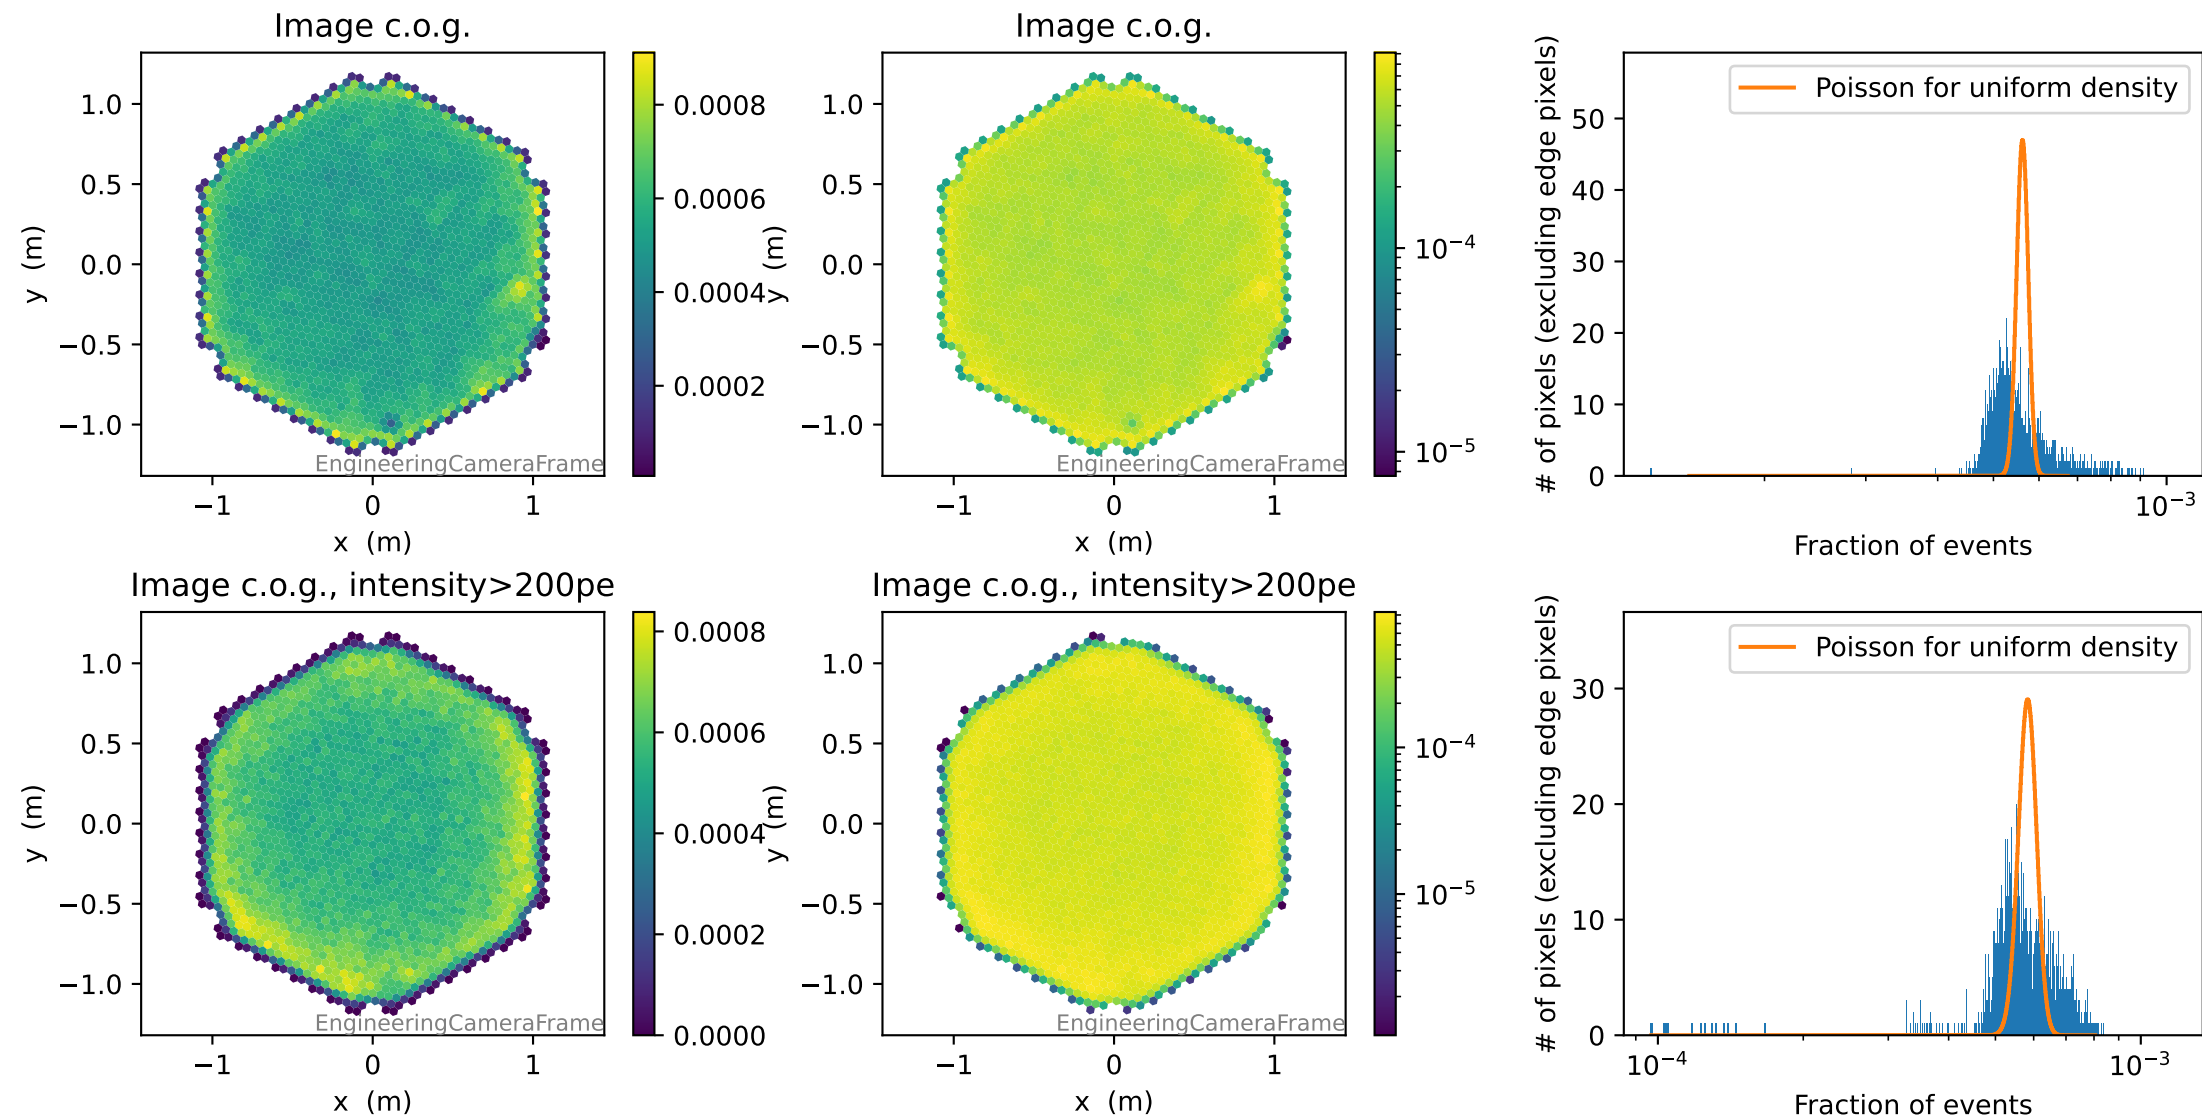 Image c.o.g.
y (m)
1.0
0.5
0.0
−0.5
−1.0
−1
0
1
x (m)
EngineeringCameraFrame
0.0008
0.0006
0.0004
0.0002
Image c.o.g.
y (m)
1.0
0.5
0.0
−0.5
−1.0
−1
0
1
x (m)
EngineeringCameraFrame
10⁻⁴
10⁻⁵
# of pixels (excluding edge pixels)
50
40
30
20
10
0
Poisson for uniform density
10⁻³
Fraction of events
Image c.o.g., intensity>200pe
y (m)
1.0
0.5
0.0
−0.5
−1.0
−1
0
1
x (m)
EngineeringCameraFrame
0.0008
0.0006
0.0004
0.0002
0.0000
Image c.o.g., intensity>200pe
y (m)
1.0
0.5
0.0
−0.5
−1.0
−1
0
1
x (m)
EngineeringCameraFrame
10⁻⁴
10⁻⁵
# of pixels (excluding edge pixels)
30
20
10
0
Poisson for uniform density
10⁻⁴
10⁻³
Fraction of events